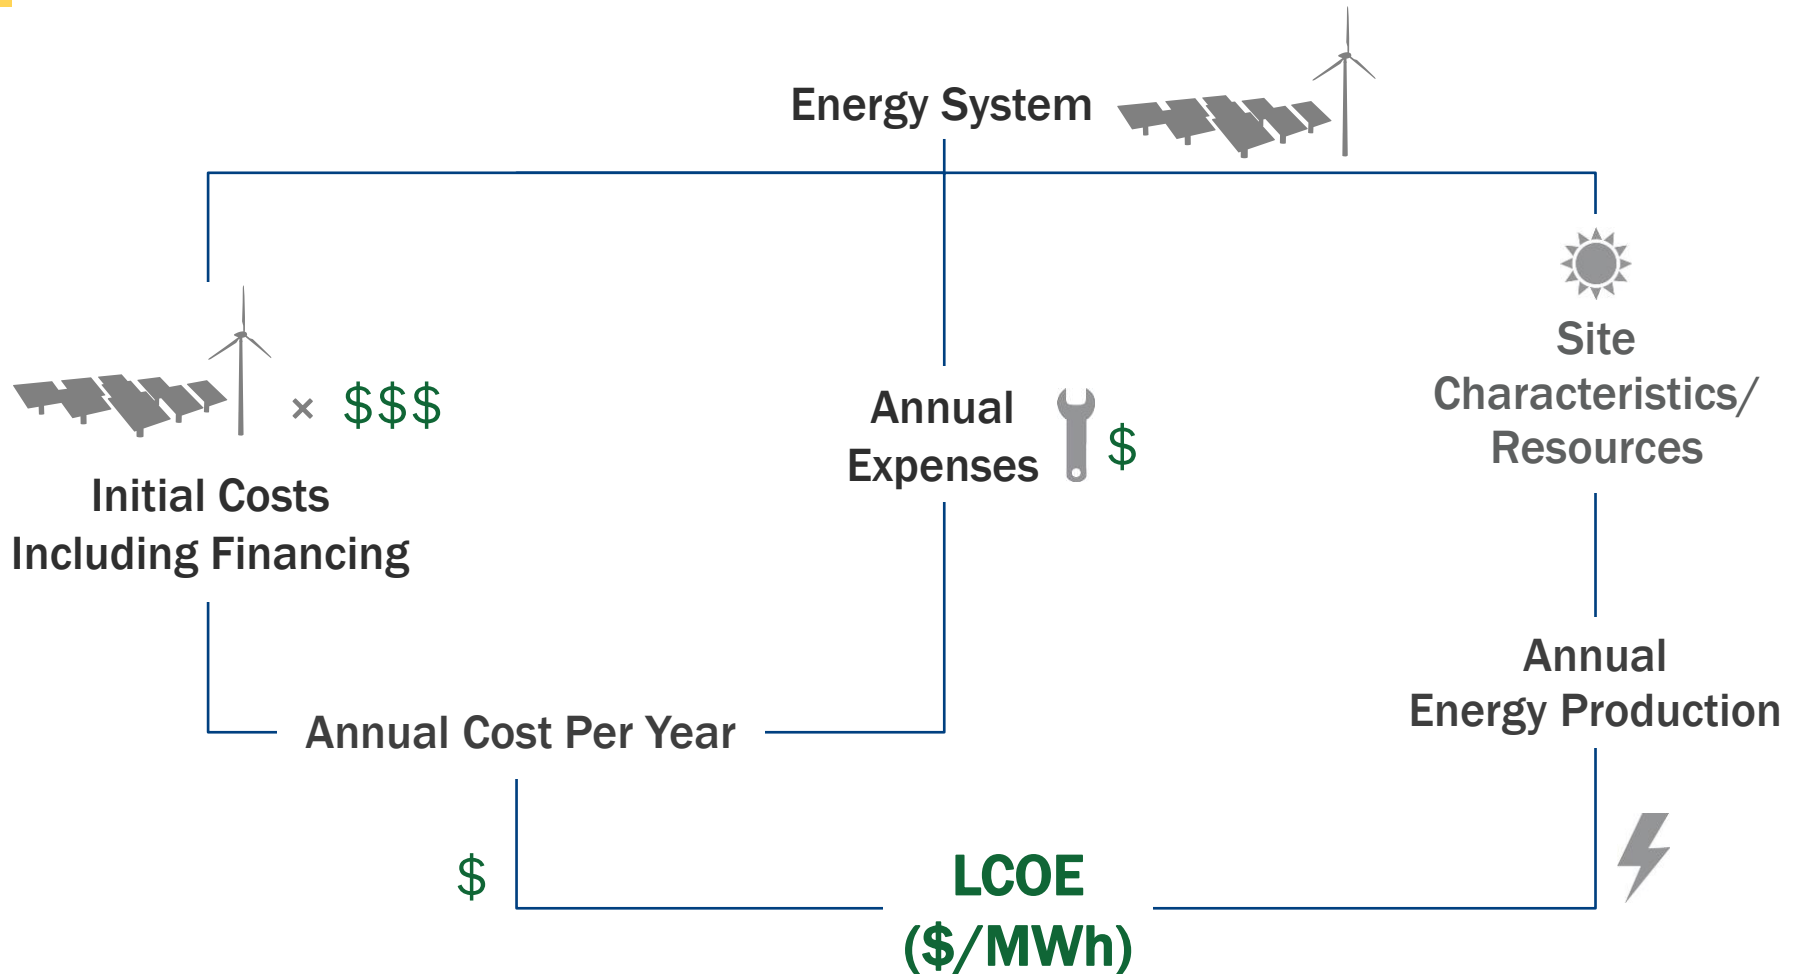 Energy System
× $$$
Initial Costs
Including Financing
Annual
Expenses
$
Site
Characteristics/
Resources
Annual Cost Per Year
Annual
Energy Production
$
LCOE
($/MWh)